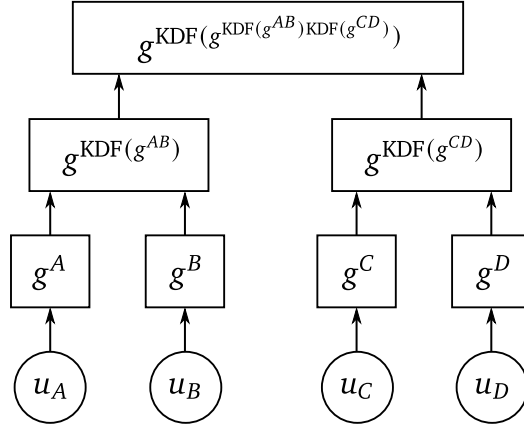 g^{KDF(g^{KDF(g^{AB})KDF(g^{CD})})}
g^{KDF(g^{AB})} g^{KDF(g^{CD})}
g^A g^B g^C g^D
u_A u_B u_C u_D